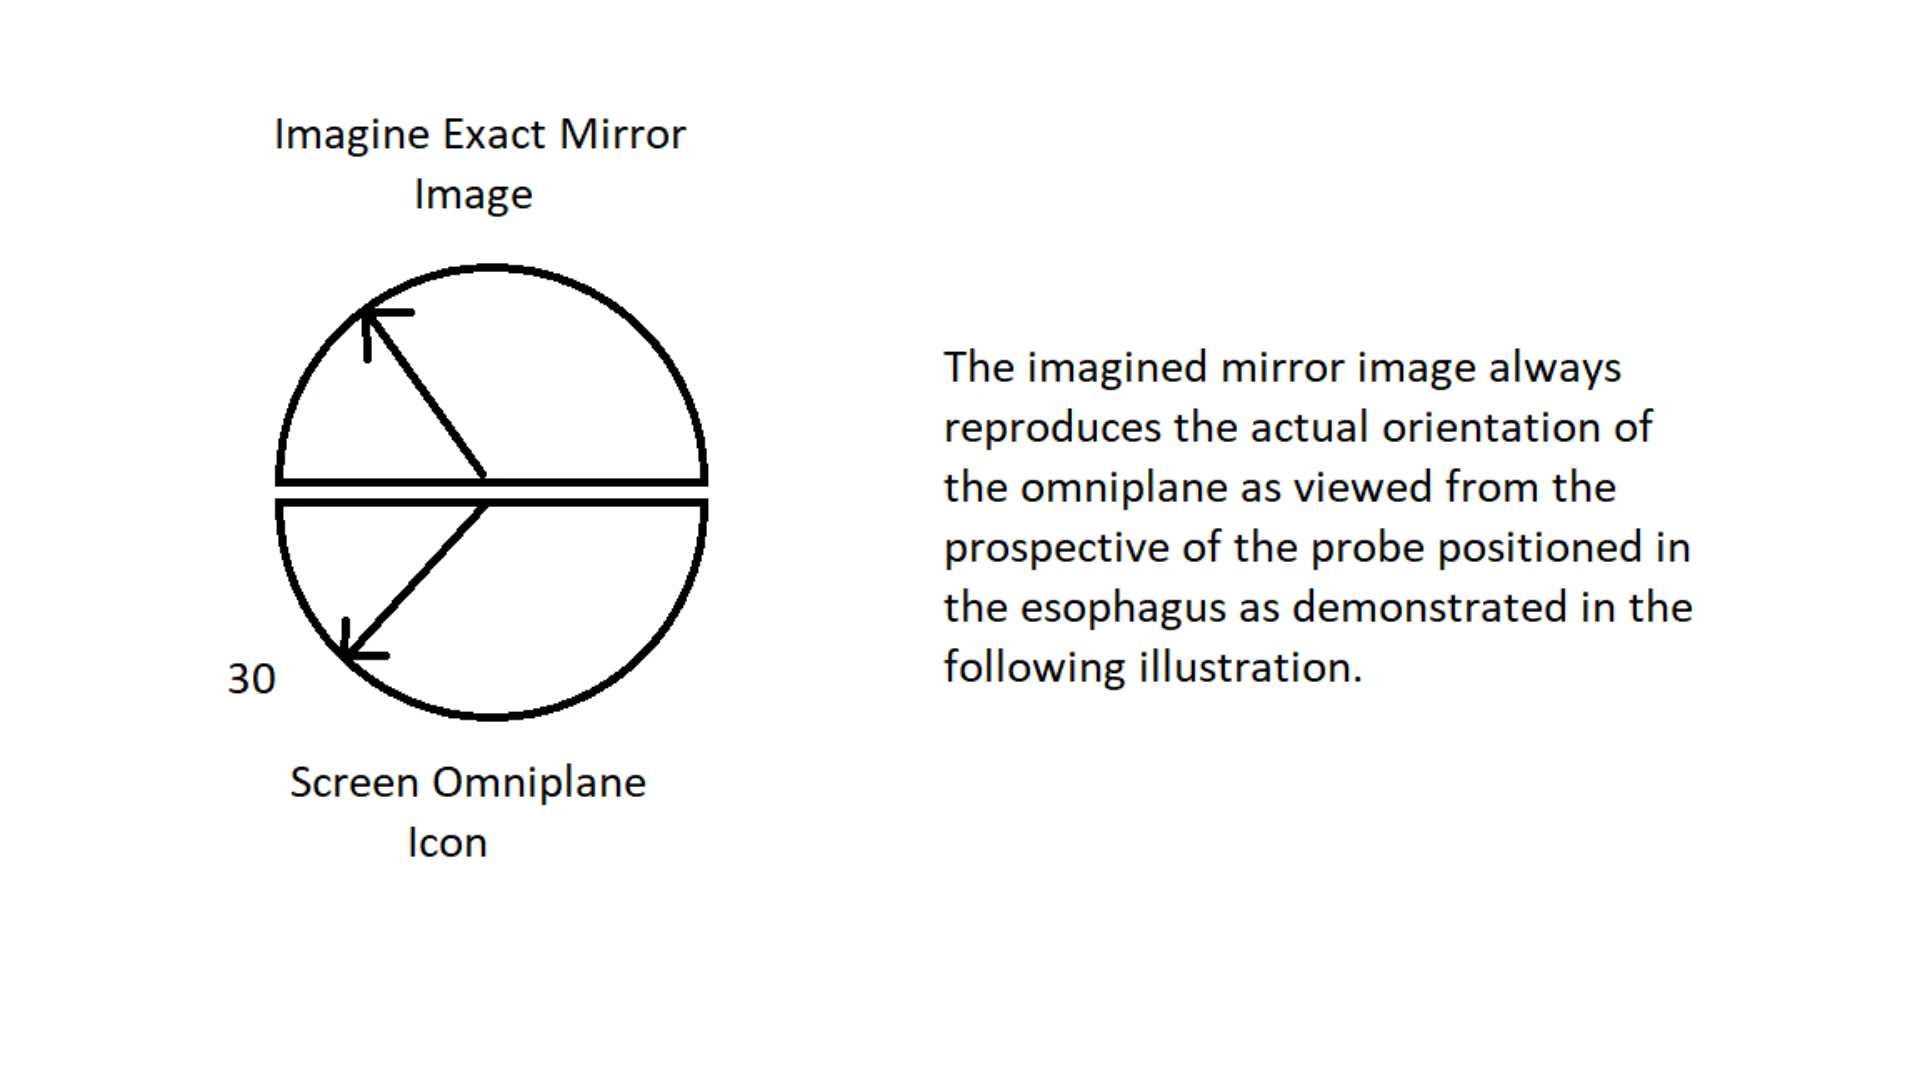 Imagine Exact Mirror
Image
The imagined mirror image always
reproduces the actual orientation of
the omniplane as viewed from the
prospective of the probe positioned in
the esophagus as demonstrated in the
following illustration.
30
Screen Omniplane
Icon